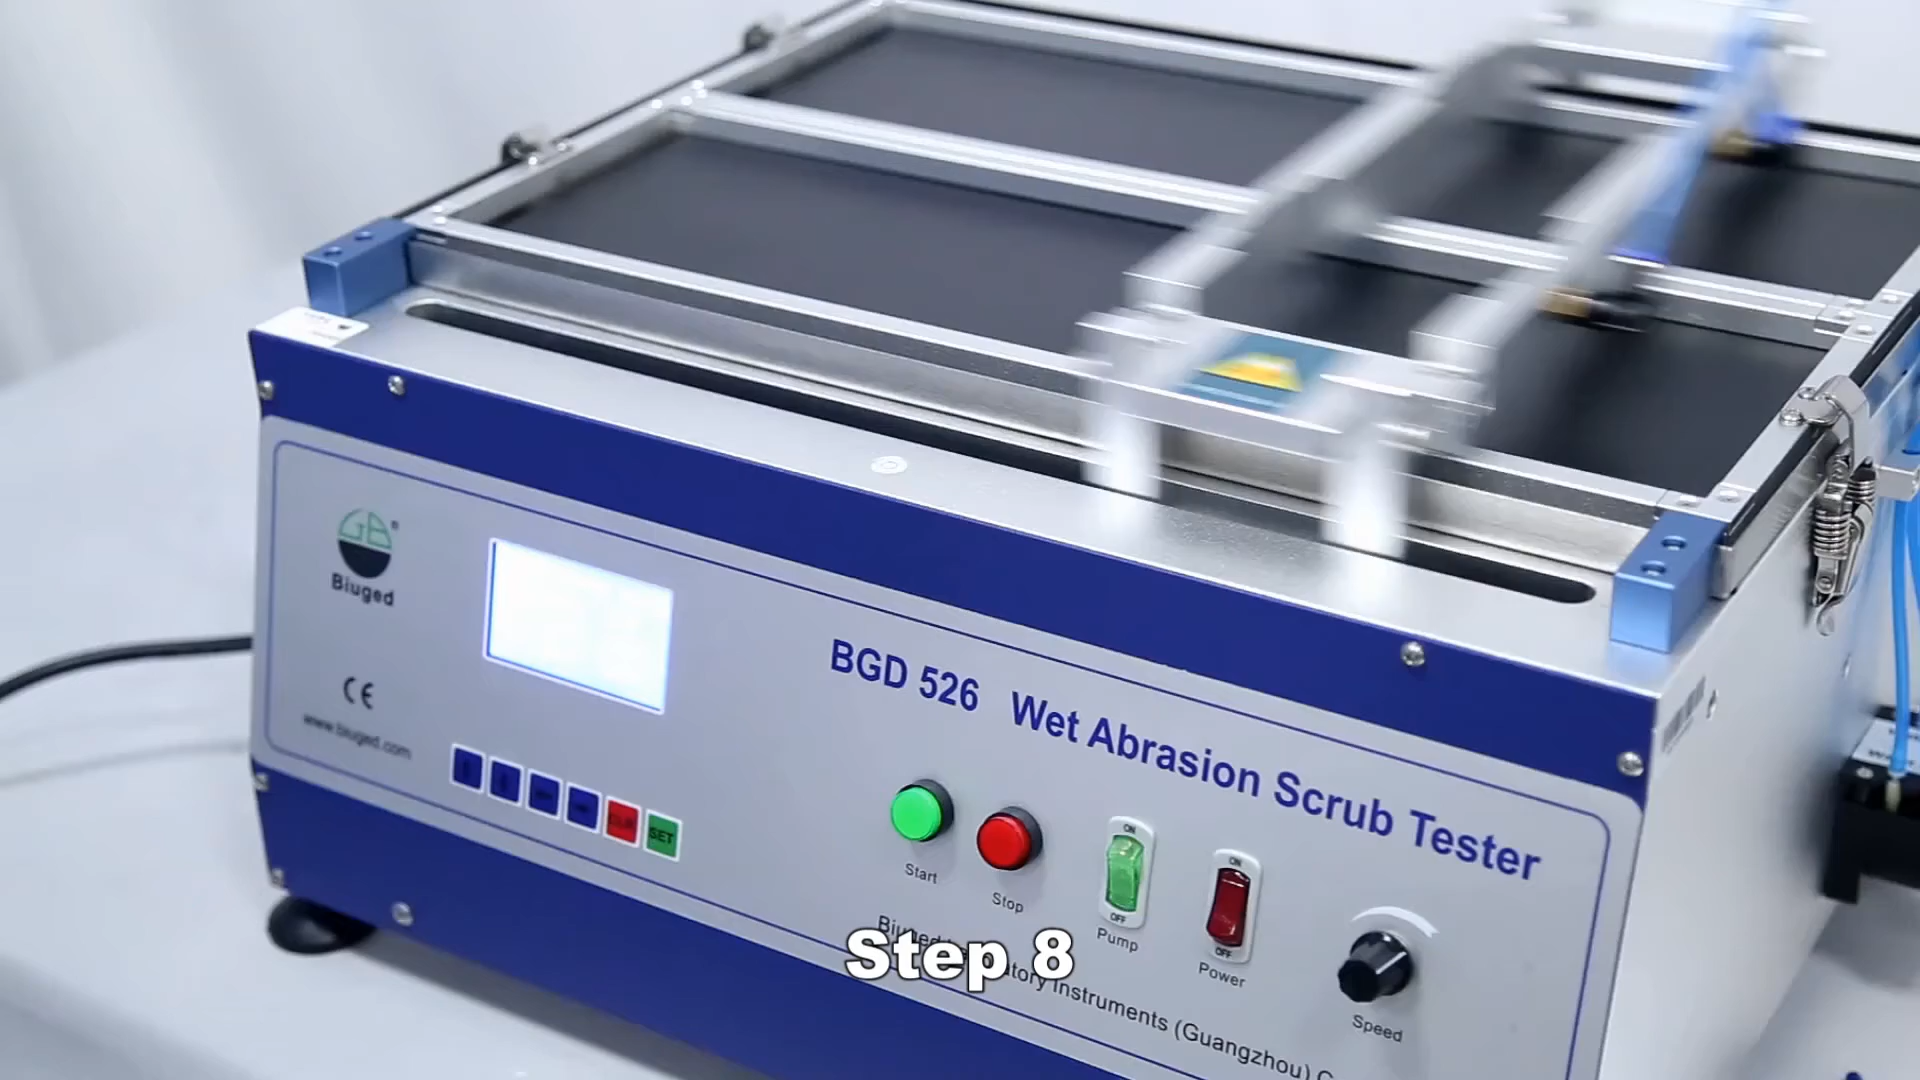 GB®
Biuged
CE
www.biuged.com
BGD 526 Wet Abrasion Scrub Tester
SET
Start
Stop
ON
OFF
Pump
ON
OFF
Power
Speed
Instruments (Guangzhou)
Step 8